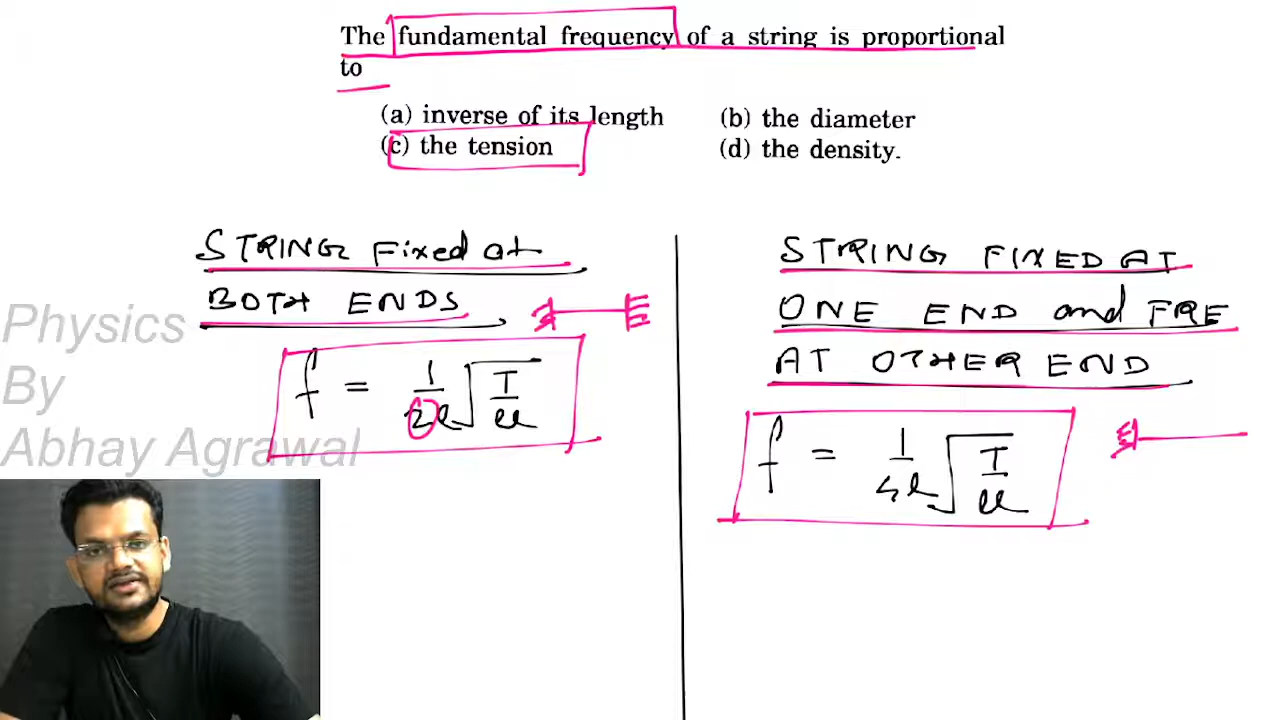 The fundamental frequency of a string is proportional
to
(a) inverse of its length (b) the diameter
(c) the tension (d) the density.
STRING Fixed at
BOTH ENDS
f = 1/2l √T/μ
STRING FIXED AT
ONE END and FRE
AT OTHER END
f = 1/4l √T/μ
Physics
By
Abhay Agrawal